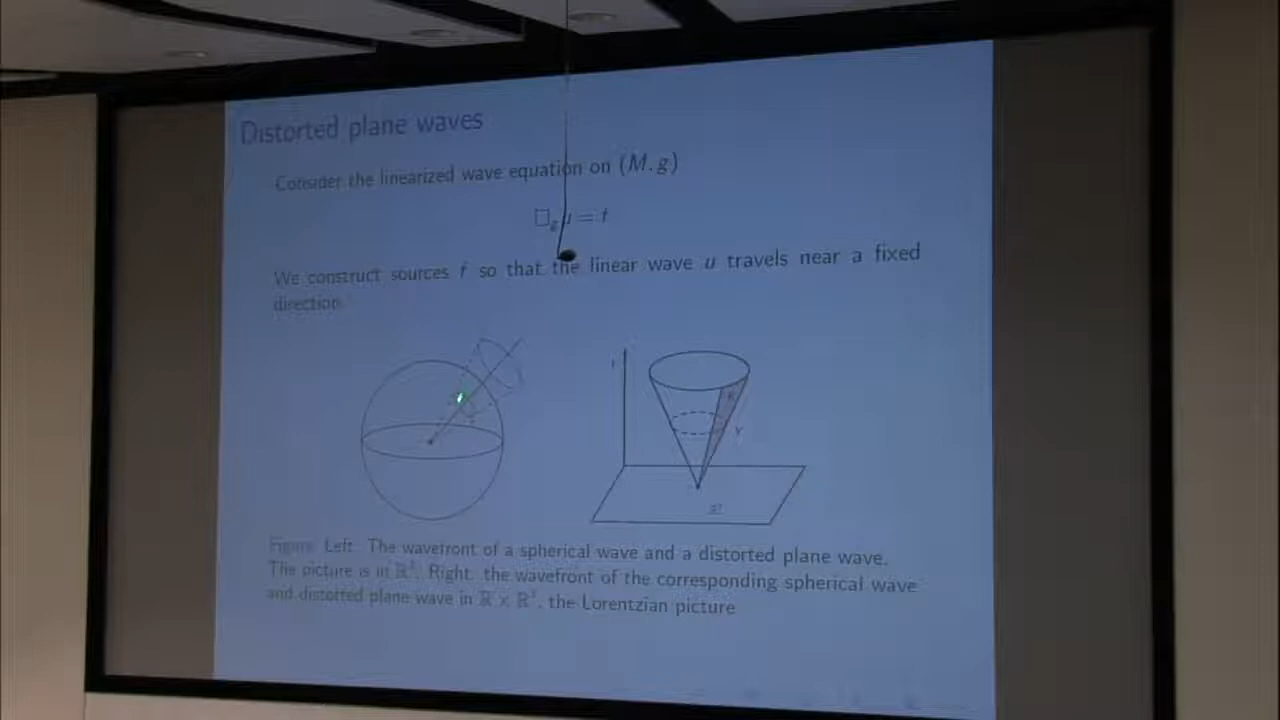 Distorted plane waves
Consider the linearized wave equation on (M, g)
□g u = f
We construct sources f so that the linear wave u travels near a fixed
direction.
t
K
Y
Figure: Left: The wavefront of a spherical wave and a distorted plane wave.
The picture is in ℝ³. Right: the wavefront of the corresponding spherical wave
and distorted plane wave in ℝ × ℝ³, the Lorentzian picture